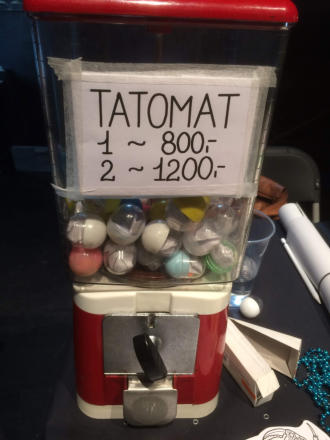 TATOMAT
1 ~ 800,-
2 ~ 1200,-